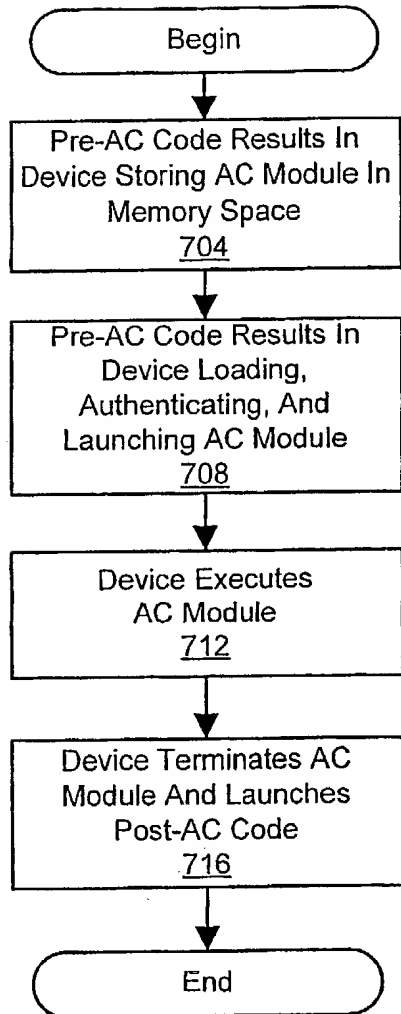 Begin
Pre-AC Code Results In
Device Storing AC Module In
Memory Space
704
Pre-AC Code Results In
Device Loading,
Authenticating, And
Launching AC Module
708
Device Executes
AC Module
712
Device Terminates AC
Module And Launches
Post-AC Code
716
End